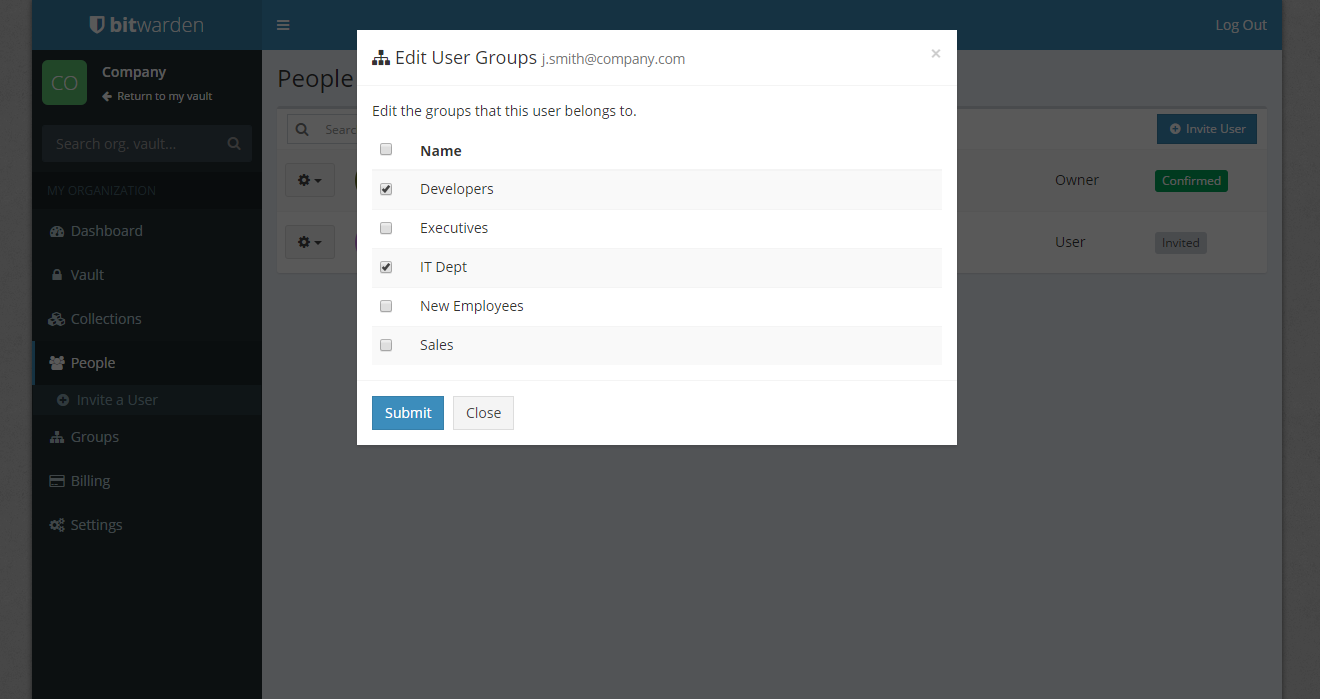 bitwarden
Log Out
CO
Company
Return to my vault
Search org. vault...
MY ORGANIZATION
Dashboard
Vault
Collections
People
Invite a User
Groups
Billing
Settings
People
Invite User
Owner
Confirmed
User
Invited
Edit User Groups j.smith@company.com
×
Edit the groups that this user belongs to.
Name
Developers
Executives
IT Dept
New Employees
Sales
Submit
Close